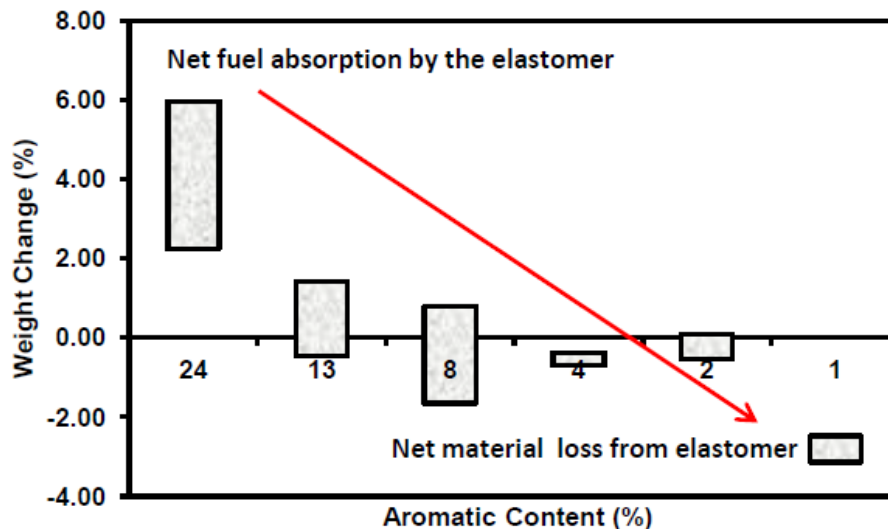 8.00
Net fuel absorption by the elastomer
6.00
4.00
2.00
0.00
24 13 8 4 2 1
-2.00
Net material loss from elastomer
-4.00
Weight Change (%)
Aromatic Content (%)